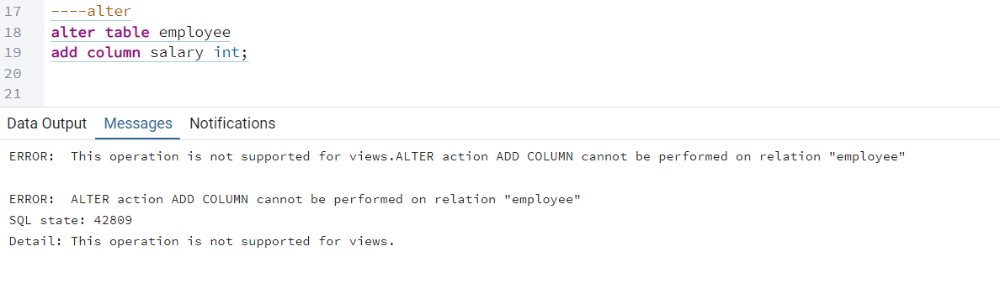 17 ----alter
18 alter table employee
19 add column salary int;
20
21
Data Output Messages Notifications
ERROR:  This operation is not supported for views.ALTER action ADD COLUMN cannot be performed on relation "employee"
ERROR:  ALTER action ADD COLUMN cannot be performed on relation "employee"
SQL state: 42809
Detail: This operation is not supported for views.